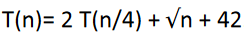 T(n)= 2 T(n/4) + √n + 42